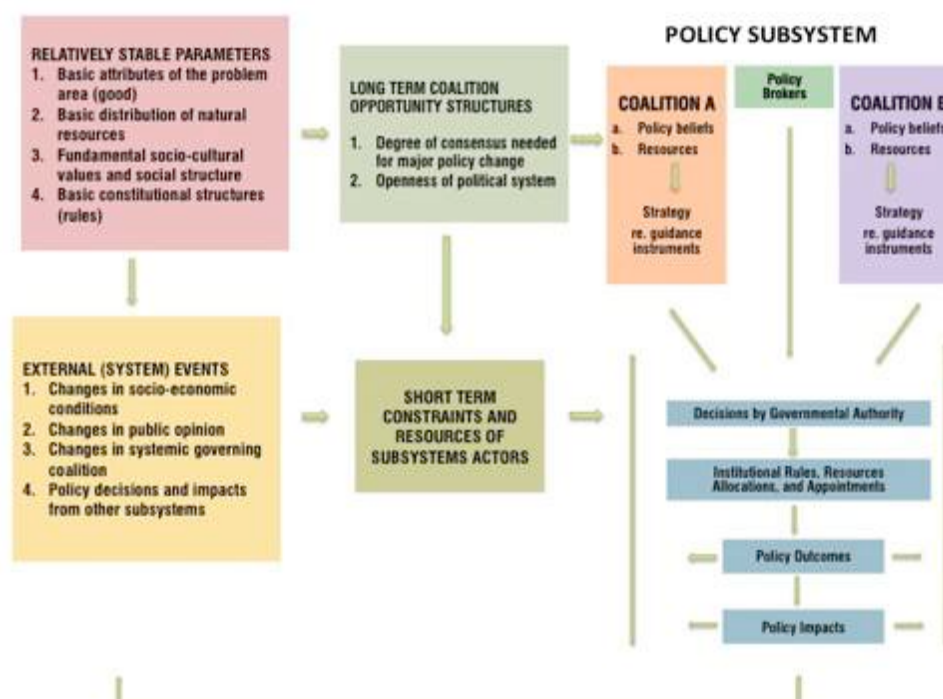 RELATIVELY STABLE PARAMETERS
1. Basic attributes of the problem
area (good)
2. Basic distribution of natural
resources
3. Fundamental socio-cultural
values and social structure
4. Basic constitutional structures
(rules)
LONG TERM COALITION
OPPORTUNITY STRUCTURES
1. Degree of consensus needed
for major policy change
2. Openness of political system
POLICY SUBSYSTEM
COALITION A
a. Policy beliefs
b. Resources
Strategy
re. guidance
instruments
Policy
Brokers
COALITION B
a. Policy beliefs
b. Resources
Strategy
re. guidance
instruments
EXTERNAL (SYSTEM) EVENTS
1. Changes in socio-economic
conditions
2. Changes in public opinion
3. Changes in systemic governing
coalition
4. Policy decisions and impacts
from other subsystems
SHORT TERM
CONSTRAINTS AND
RESOURCES OF
SUBSYSTEMS ACTORS
Decisions by Governmental Authority
Institutional Rules, Resources
Allocations, and Appointments
Policy Outcomes
Policy Impacts